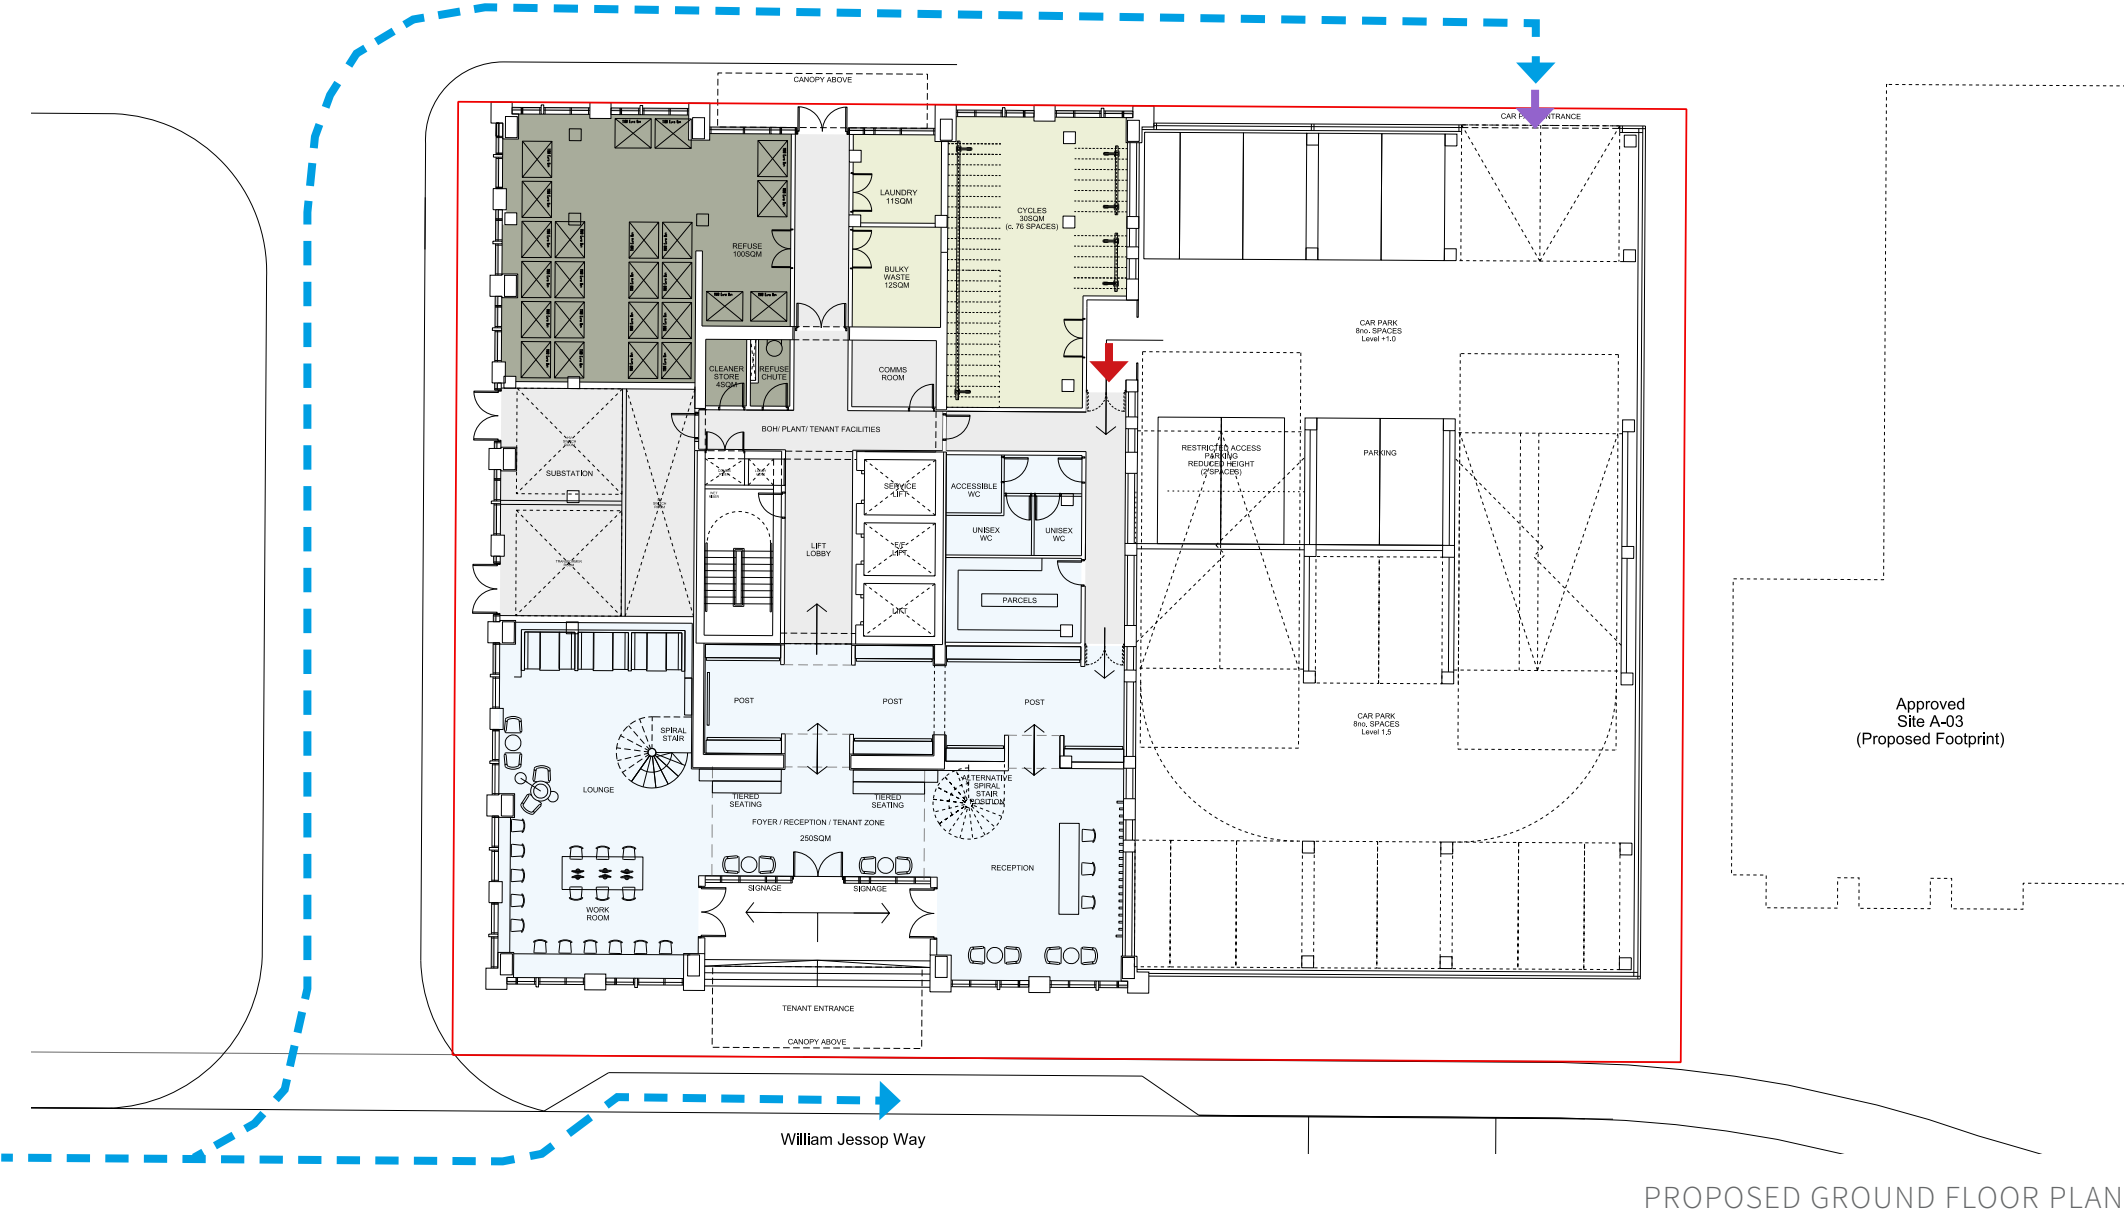 CANOPY ABOVE
CAR P ENTRANCE
LAUNDRY
11SQM
CYCLES
30SQM
(c. 76 SPACES)
REFUSE
100SQM
BULKY
WASTE
12SQM
CAR PARK
8no. SPACES
Level +1.0
CLEANER
STORE
4SQM
REFUSE
CHUTE
COMMS
ROOM
BOH/ PLANT/ TENANT FACILITIES
RESTRICTED ACCESS
PARKING
REDUCED HEIGHT
(2 SPACES)
PARKING
SUBSTATION
SERVICE
LIFT
ACCESSIBLE
WC
UNISEX
WC
UNISEX
WC
LIFT
LOBBY
F/F
LIFT
LIFT
PARCELS
POST
POST
POST
SPIRAL
STAIR
CAR PARK
8no. SPACES
Level 1.5
Approved
Site A-03
(Proposed Footprint)
LOUNGE
TIERED
SEATING
TIERED
SEATING
ALTERNATIVE
SPIRAL
STAIR
POSITION
FOYER / RECEPTION / TENANT ZONE
250SQM
RECEPTION
SIGNAGE
SIGNAGE
WORK
ROOM
TENANT ENTRANCE
CANOPY ABOVE
William Jessop Way
PROPOSED GROUND FLOOR PLAN